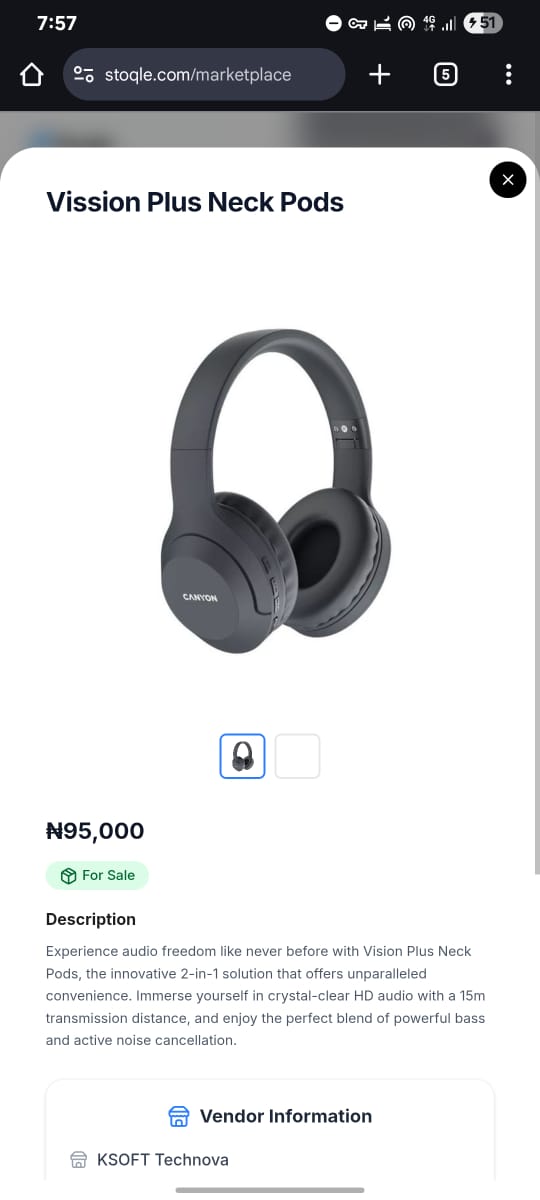 7:57
4G
51
stoqle.com/marketplace
5
Vission Plus Neck Pods
CANYON
₦95,000
For Sale
Description
Experience audio freedom like never before with Vision Plus Neck
Pods, the innovative 2-in-1 solution that offers unparalleled
convenience. Immerse yourself in crystal-clear HD audio with a 15m
transmission distance, and enjoy the perfect blend of powerful bass
and active noise cancellation.
Vendor Information
KSOFT Technova